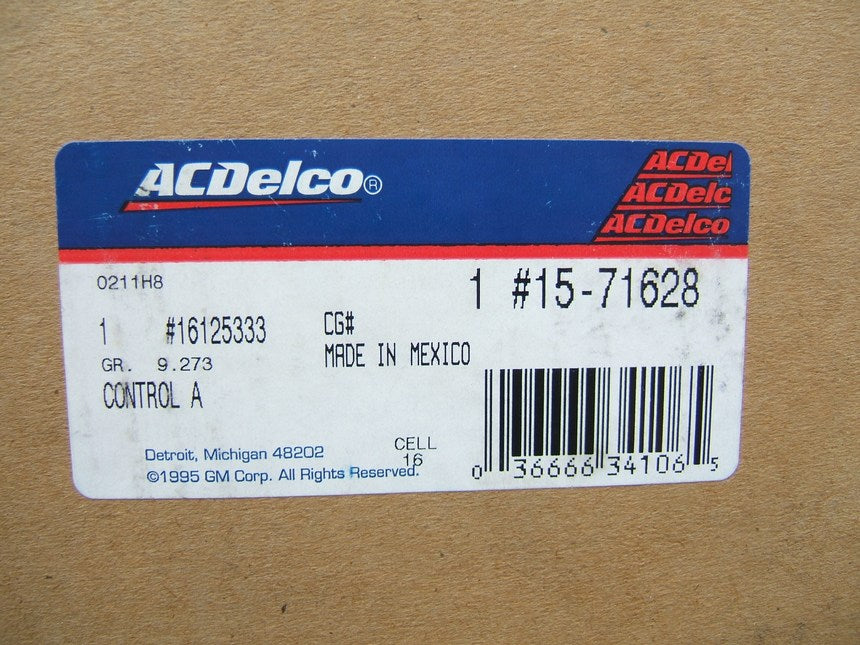 ACDelco®
ACDel
ACDelc
ACDelco
0211H8
1 #15-71628
1 #16125333
CG#
GR. 9.273
MADE IN MEXICO
CONTROL A
CELL
16
Detroit, Michigan 48202
©1995 GM Corp. All Rights Reserved.
0 36666 34106 5